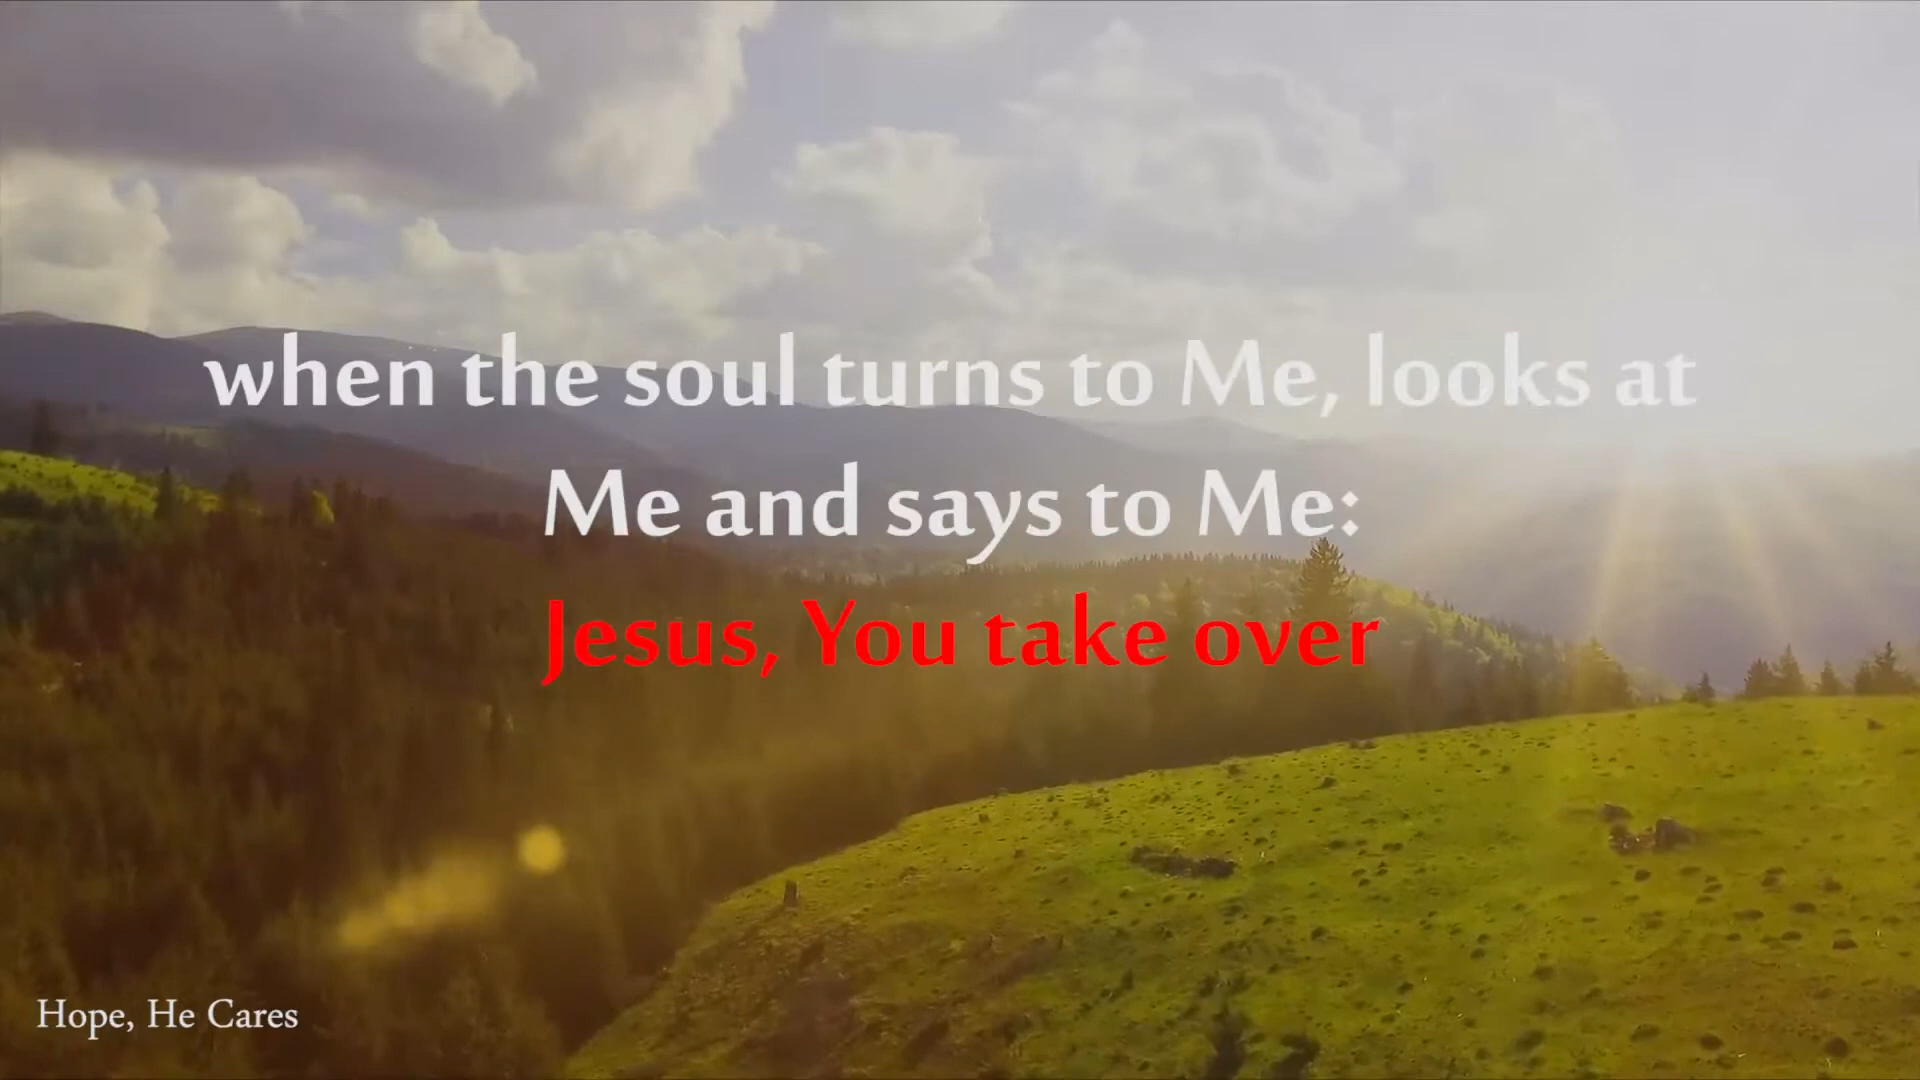 when the soul turns to Me, looks at
Me and says to Me:
Jesus, You take over
Hope, He Cares